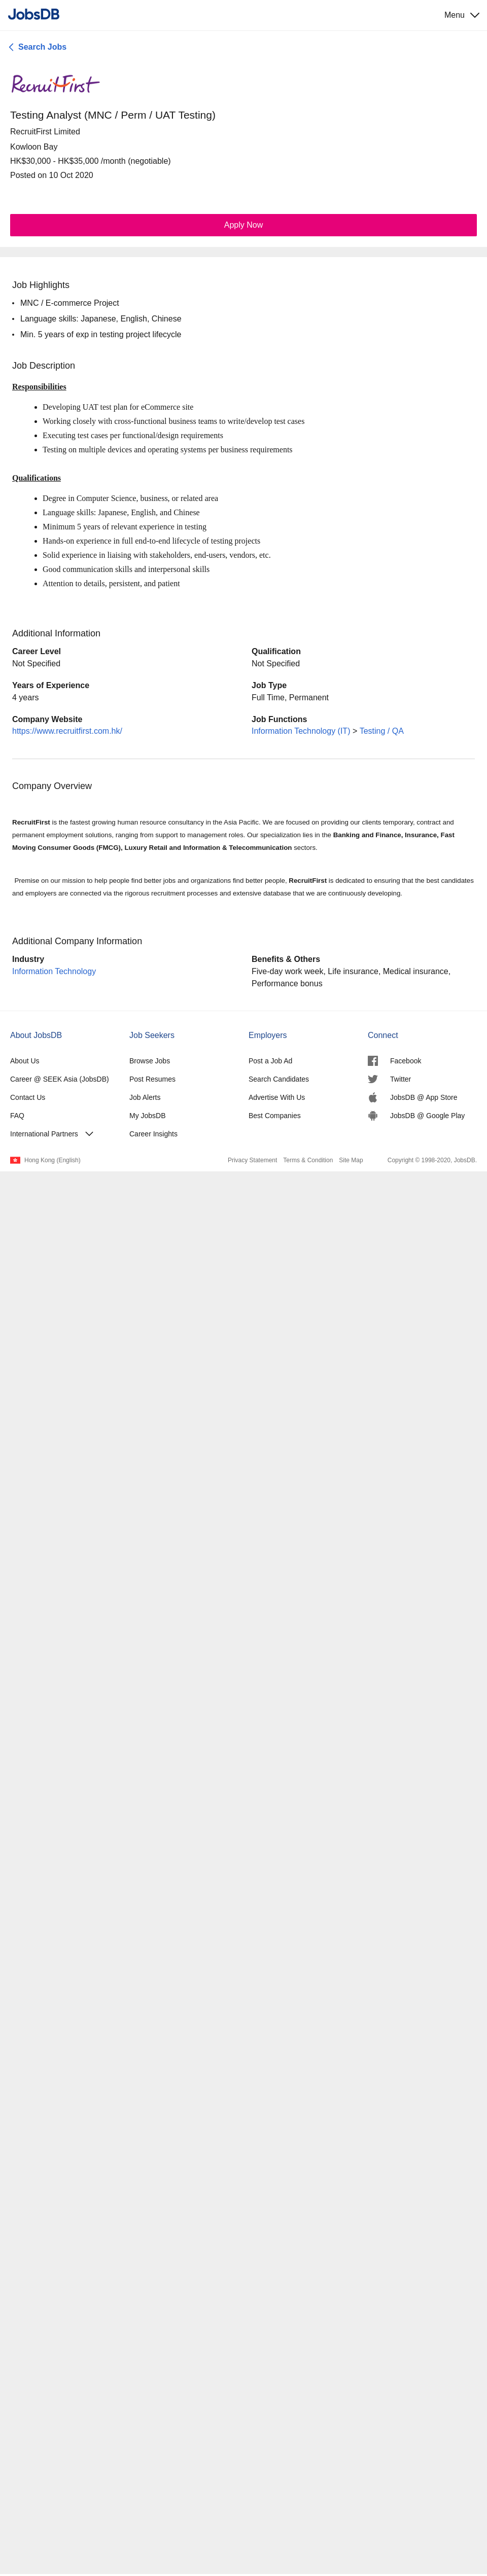 JobsDB
Menu
Search Jobs
RecruitFirst
Testing Analyst (MNC / Perm / UAT Testing)
RecruitFirst Limited
Kowloon Bay
HK$30,000 - HK$35,000 /month (negotiable)
Posted on 10 Oct 2020
Apply Now
Job Highlights
• MNC / E-commerce Project
• Language skills: Japanese, English, Chinese
• Min. 5 years of exp in testing project lifecycle
Job Description
Responsibilities
• Developing UAT test plan for eCommerce site
• Working closely with cross-functional business teams to write/develop test cases
• Executing test cases per functional/design requirements
• Testing on multiple devices and operating systems per business requirements
Qualifications
• Degree in Computer Science, business, or related area
• Language skills: Japanese, English, and Chinese
• Minimum 5 years of relevant experience in testing
• Hands-on experience in full end-to-end lifecycle of testing projects
• Solid experience in liaising with stakeholders, end-users, vendors, etc.
• Good communication skills and interpersonal skills
• Attention to details, persistent, and patient
Additional Information
Career Level
Not Specified
Qualification
Not Specified
Years of Experience
4 years
Job Type
Full Time, Permanent
Company Website
https://www.recruitfirst.com.hk/
Job Functions
Information Technology (IT) > Testing / QA
Company Overview
RecruitFirst is the fastest growing human resource consultancy in the Asia Pacific. We are focused on providing our clients temporary, contract and
permanent employment solutions, ranging from support to management roles. Our specialization lies in the Banking and Finance, Insurance, Fast
Moving Consumer Goods (FMCG), Luxury Retail and Information & Telecommunication sectors.
Premise on our mission to help people find better jobs and organizations find better people, RecruitFirst is dedicated to ensuring that the best candidates
and employers are connected via the rigorous recruitment processes and extensive database that we are continuously developing.
Additional Company Information
Industry
Information Technology
Benefits & Others
Five-day work week, Life insurance, Medical insurance,
Performance bonus
About JobsDB
About Us
Career @ SEEK Asia (JobsDB)
Contact Us
FAQ
International Partners
Job Seekers
Browse Jobs
Post Resumes
Job Alerts
My JobsDB
Career Insights
Employers
Post a Job Ad
Search Candidates
Advertise With Us
Best Companies
Connect
Facebook
Twitter
JobsDB @ App Store
JobsDB @ Google Play
Hong Kong (English)
Privacy Statement Terms & Condition Site Map
Copyright © 1998-2020, JobsDB.